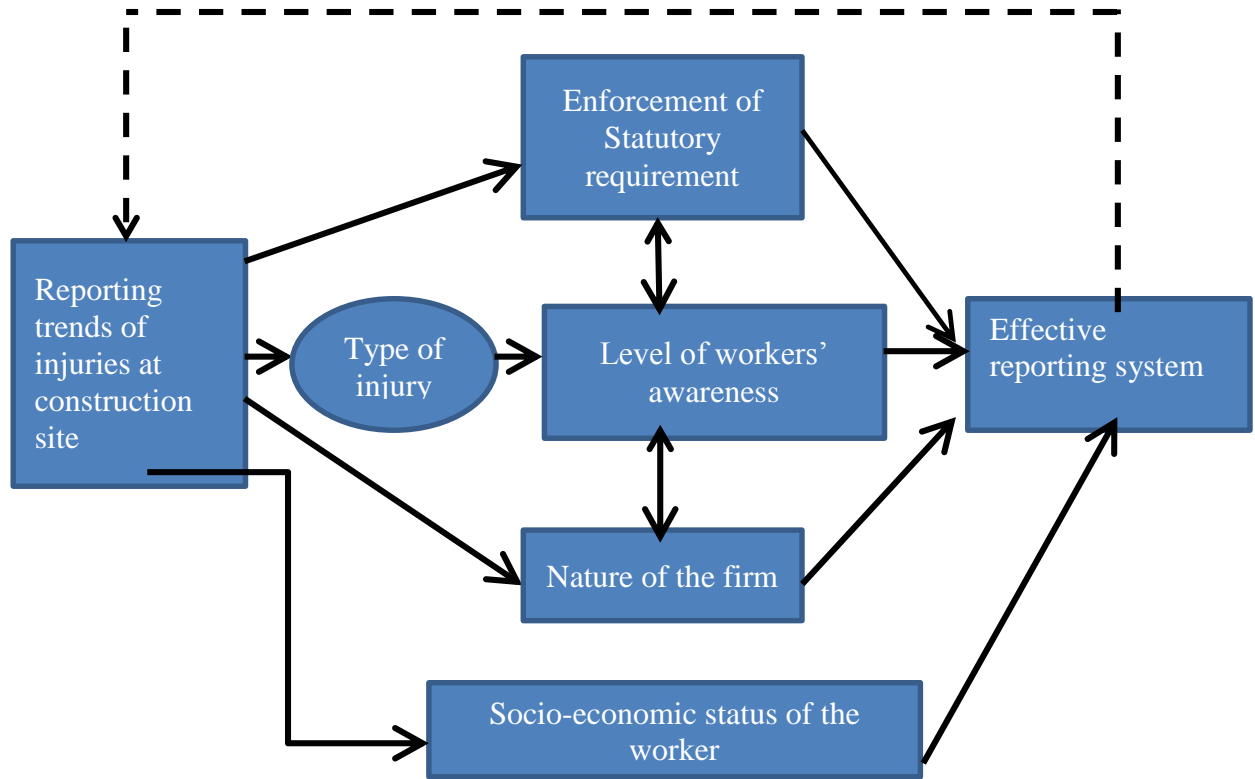 Enforcement of
Statutory
requirement
Reporting
trends of
injuries at
construction
site
Type of
injury
Level of workers’
awareness
Effective
reporting system
Nature of the firm
Socio-economic status of the
worker